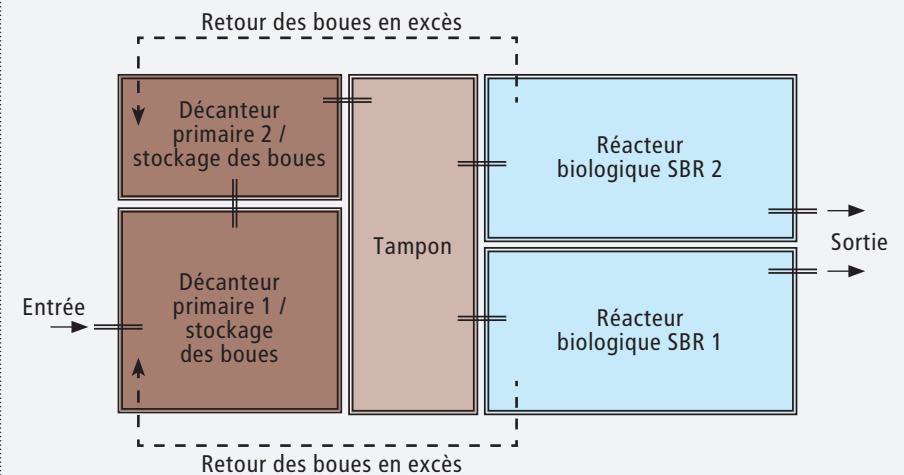 Retour des boues en excès
Décanteur
primaire 2 /
stockage des boues
Réacteur
biologique SBR 2
Tampon
Sortie
Entrée
Décanteur
primaire 1 /
stockage
des boues
Réacteur
biologique SBR 1
Retour des boues en excès